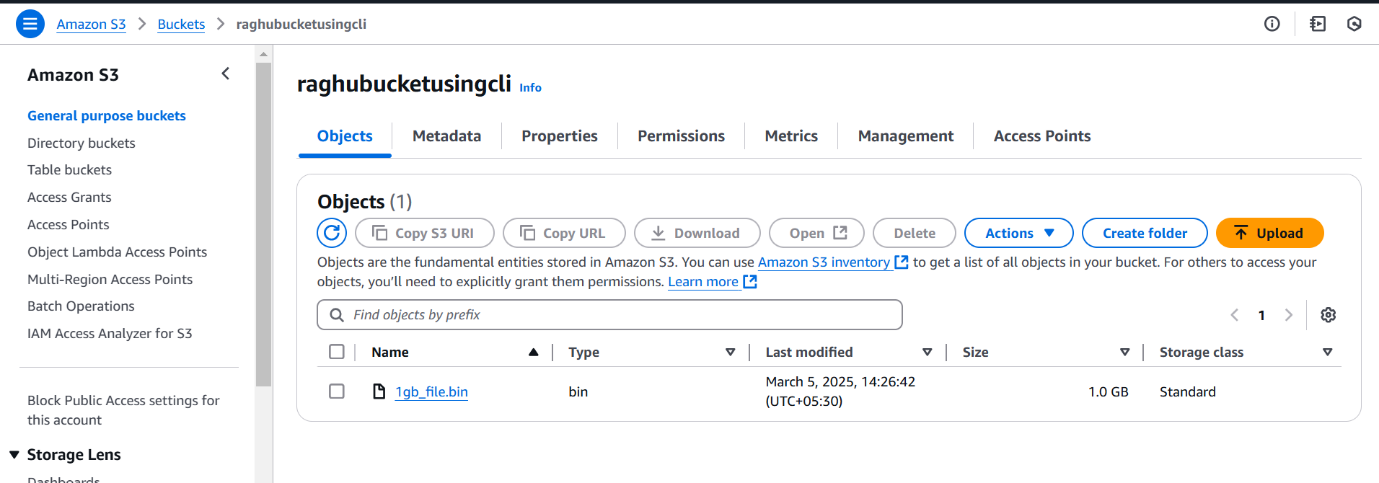 Amazon S3 > Buckets > raghubucketusingcli
Amazon S3
General purpose buckets
Directory buckets
Table buckets
Access Grants
Access Points
Object Lambda Access Points
Multi-Region Access Points
Batch Operations
IAM Access Analyzer for S3
Block Public Access settings for
this account
Storage Lens
Dashboards
raghubucketusingcli Info
Objects Metadata Properties Permissions Metrics Management Access Points
Objects (1)
Copy S3 URI Copy URL Download Open Delete Actions Create folder Upload
Objects are the fundamental entities stored in Amazon S3. You can use Amazon S3 inventory to get a list of all objects in your bucket. For others to access your
objects, you'll need to explicitly grant them permissions. Learn more
Find objects by prefix
1
Name Type Last modified Size Storage class
1gb_file.bin bin March 5, 2025, 14:26:42 1.0 GB Standard
(UTC+05:30)